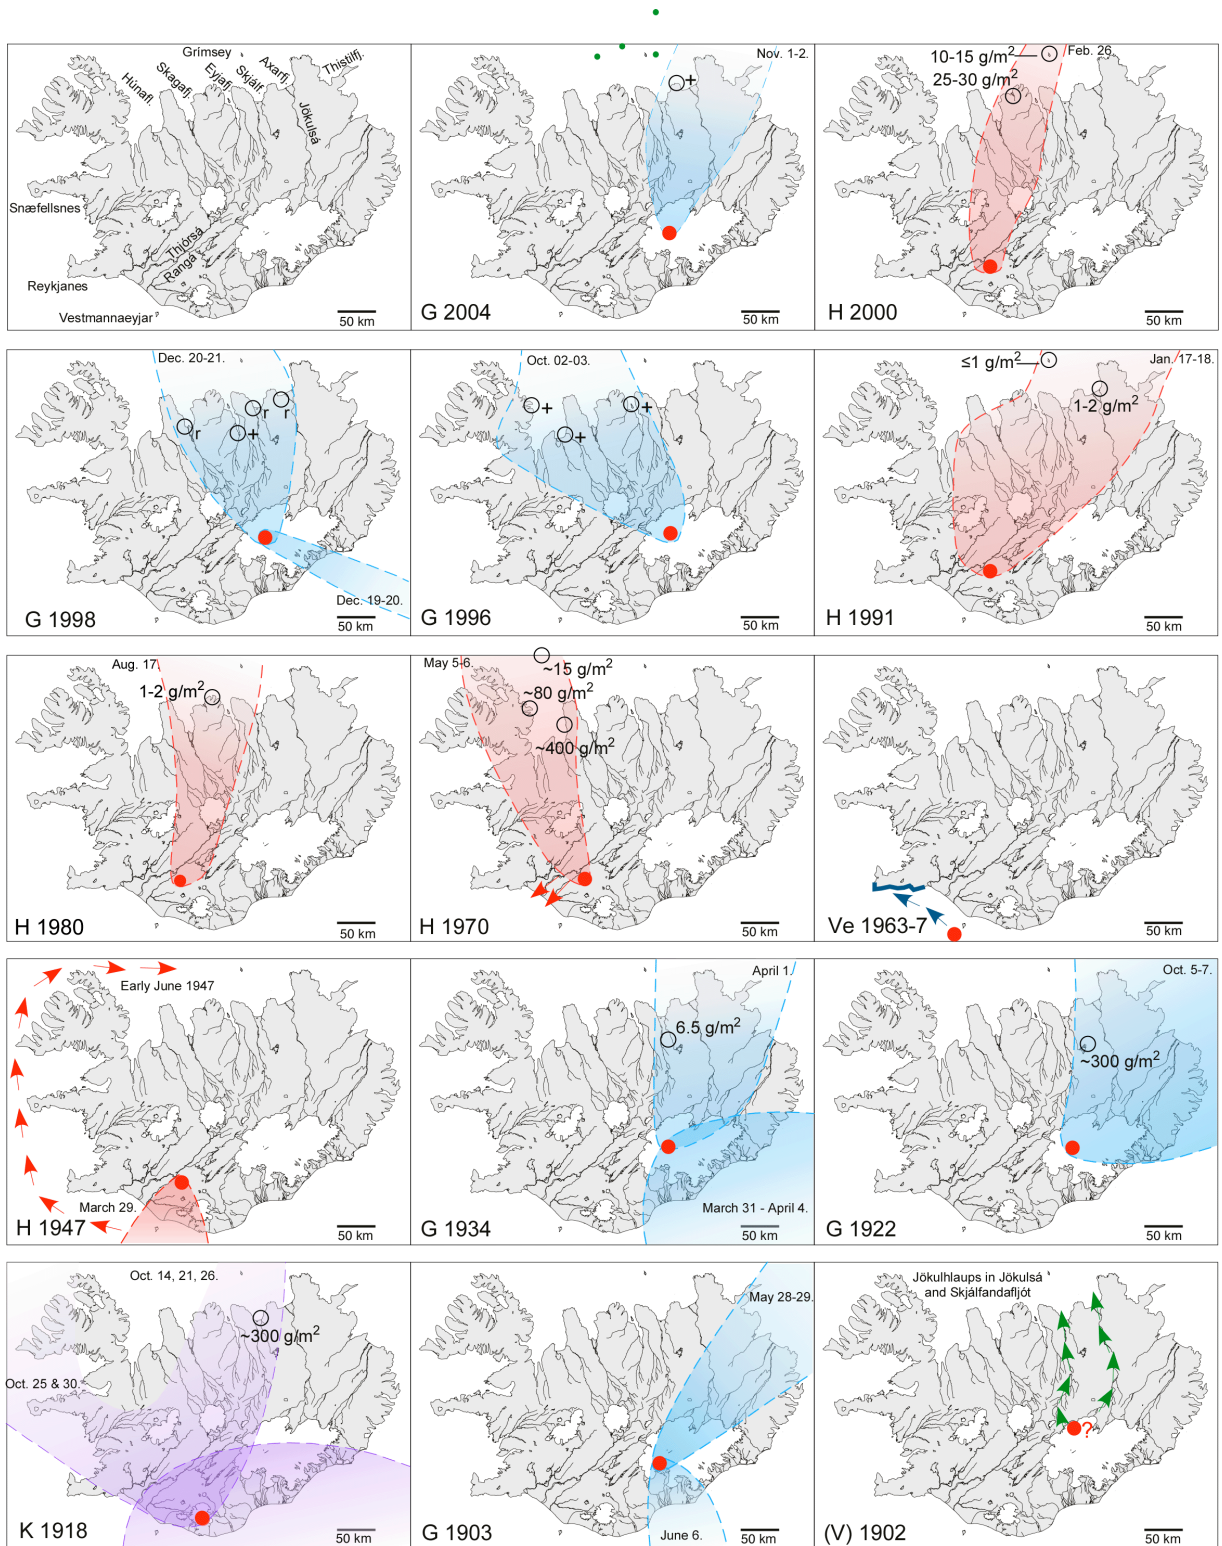 Grímsey
Húnafl.
Skagafj.
Eyjafj.
Skjálf.
Axarfj.
Thistilfj.
Jökulsá
Snæfellsnes
Thjórsá
Rangá
Reykjanes
Vestmannaeyjar
50 km
Nov. 1-2.
+
G 2004
50 km
10-15 g/m²
Feb. 26.
25-30 g/m²
H 2000
50 km
Dec. 20-21.
r
r
r
+
Dec. 19-20.
G 1998
50 km
Oct. 02-03.
+
+
+
G 1996
50 km
≤1 g/m²
Jan. 17-18.
1-2 g/m²
H 1991
50 km
Aug. 17.
1-2 g/m²
H 1980
50 km
May 5-6.
~15 g/m²
~80 g/m²
~400 g/m²
H 1970
50 km
Ve 1963-7
50 km
Early June 1947
March 29.
H 1947
50 km
April 1.
6.5 g/m²
March 31 - April 4.
G 1934
50 km
Oct. 5-7.
~300 g/m²
G 1922
50 km
Oct. 14, 21, 26.
~300 g/m²
Oct. 25 & 30.
K 1918
50 km
May 28-29.
June 6.
G 1903
50 km
Jökulhlaups in Jökulsá
and Skjálfandafljót
?
(V) 1902
50 km